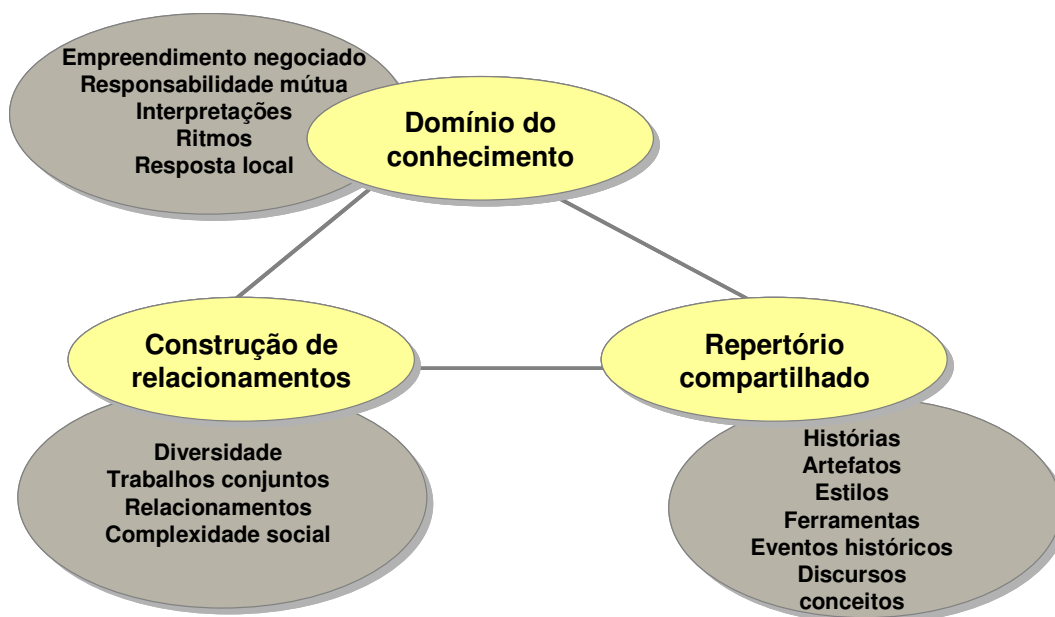 Empreendimento negociado
Responsabilidade mútua
Interpretações
Ritmos
Resposta local
Domínio do
conhecimento
Construção de
relacionamentos
Diversidade
Trabalhos conjuntos
Relacionamentos
Complexidade social
Repertório
compartilhado
Histórias
Artefatos
Estilos
Ferramentas
Eventos históricos
Discursos
conceitos